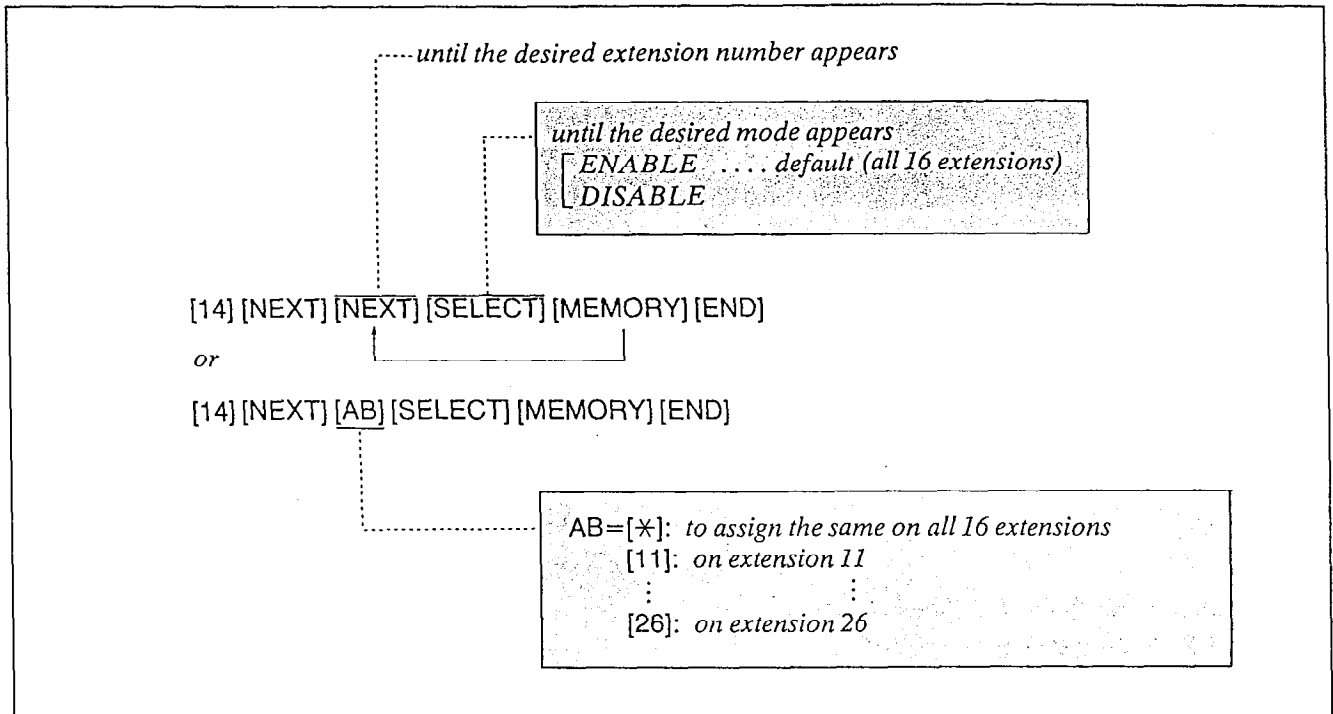 until the desired extension number appears
until the desired mode appears
ENABLE .... default (all 16 extensions)
DISABLE
[14] [NEXT] [NEXT] [SELECT] [MEMORY] [END]
or
[14] [NEXT] [AB] [SELECT] [MEMORY] [END]
AB=[✳]: to assign the same on all 16 extensions
[11]: on extension 11
⋮ ⋮
[26]: on extension 26